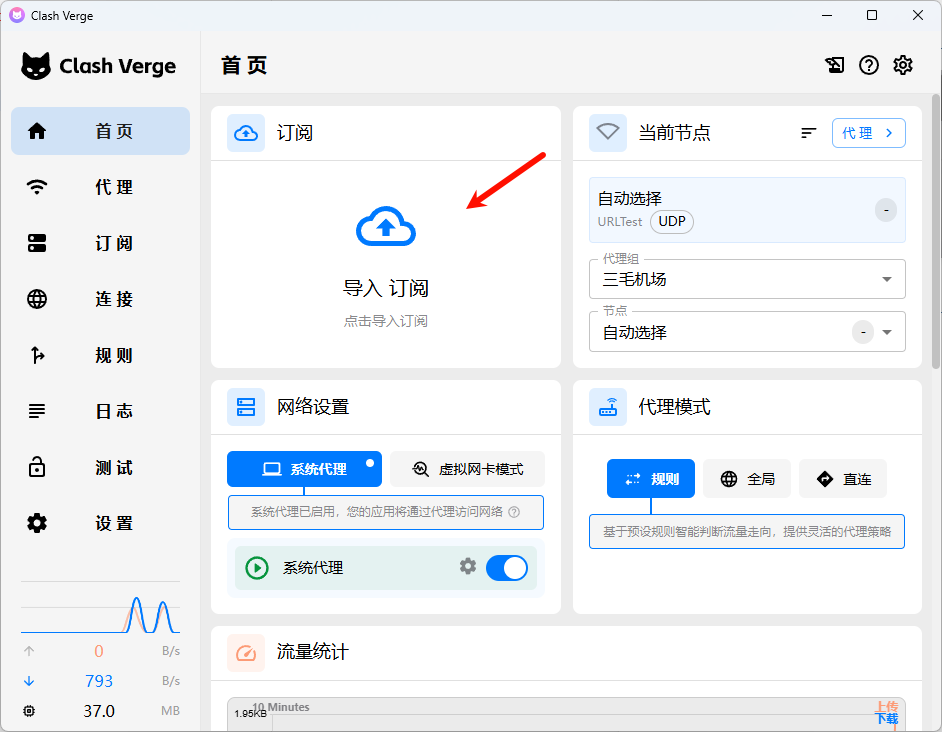 Clash Verge
Clash Verge
首 页
首 页
代 理
订 阅
连 接
规 则
日 志
测 试
设 置
0 B/s
793 B/s
37.0 MB
订阅
导入 订阅
点击导入订阅
当前节点
代 理
自动选择
URLTest UDP
-
代理组
三毛机场
节点
自动选择 -
网络设置
系统代理 虚拟网卡模式
系统代理已启用，您的应用将通过代理访问网络
系统代理
代理模式
规则 全局 直连
基于预设规则智能判断流量走向，提供灵活的代理策略
流量统计
10 Minutes
1.95KB
上传
下载